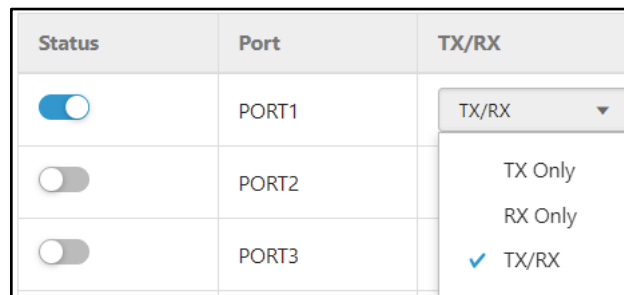 Status Port TX/RX
PORT1 TX/RX
PORT2 TX Only
RX Only
PORT3 TX/RX